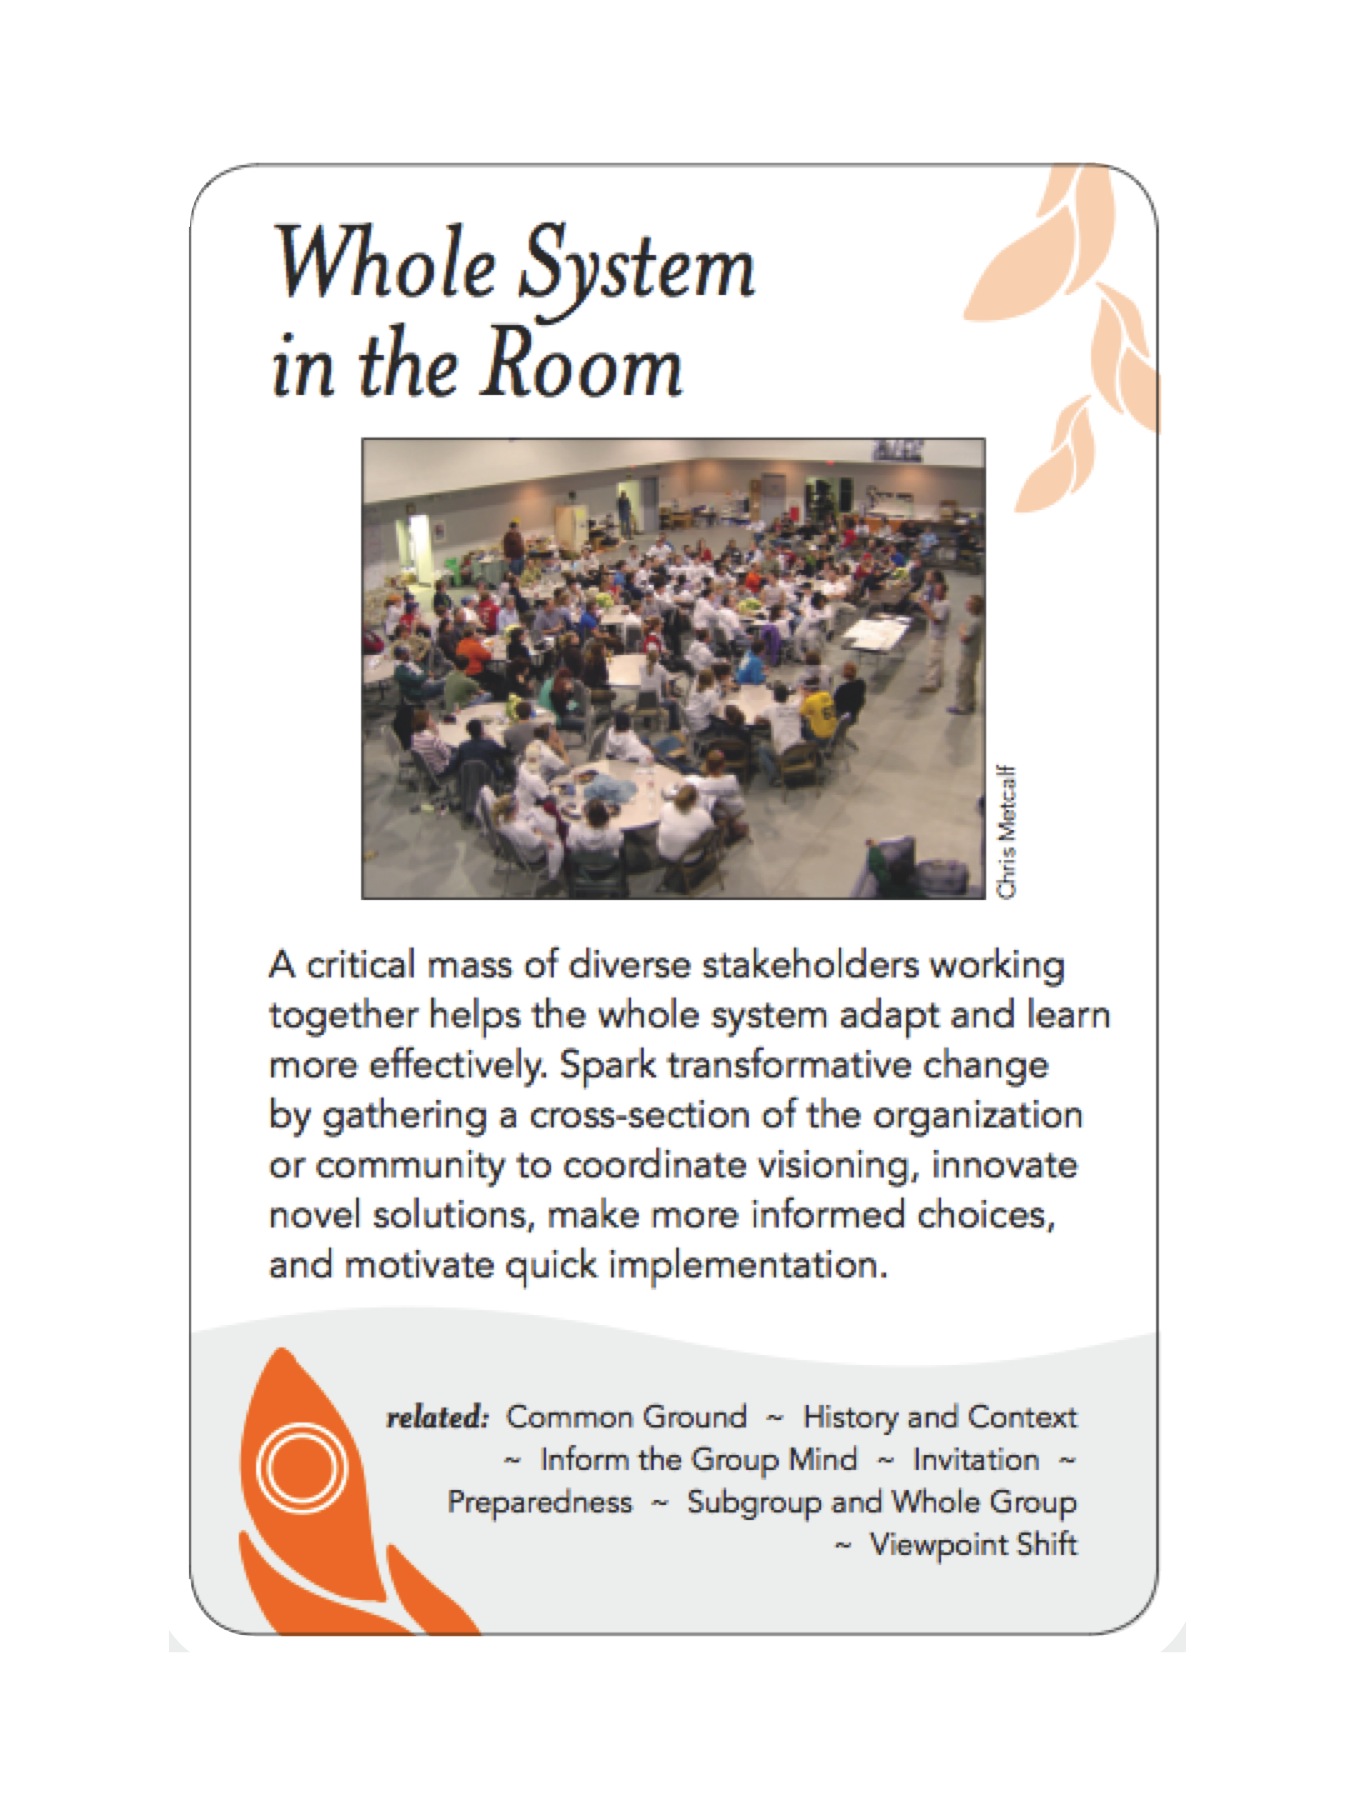 Whole System
in the Room
Chris Metcalf
A critical mass of diverse stakeholders working
together helps the whole system adapt and learn
more effectively. Spark transformative change
by gathering a cross-section of the organization
or community to coordinate visioning, innovate
novel solutions, make more informed choices,
and motivate quick implementation.
related: Common Ground ~ History and Context
~ Inform the Group Mind ~ Invitation ~
Preparedness ~ Subgroup and Whole Group
~ Viewpoint Shift